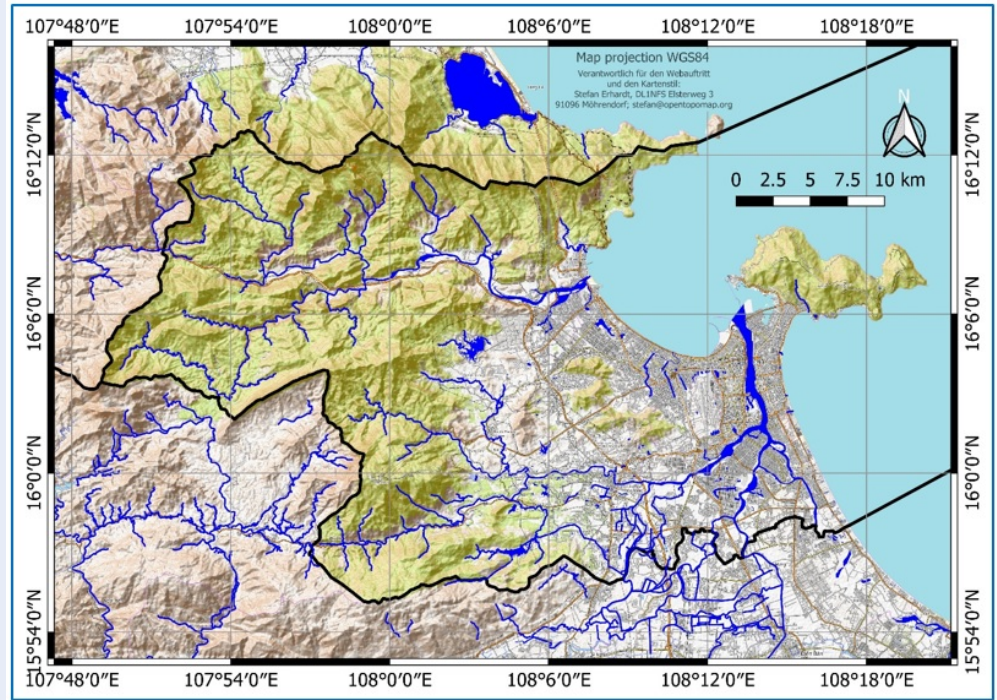 107°48′0″E 107°54′0″E 108°0′0″E 108°6′0″E 108°12′0″E 108°18′0″E
Map projection WGS84
Verantwortlich für den Webauftritt
und den Kartenstil:
Stefan Erhardt, DL1NFS Elsterweg 3
91096 Möhrendorf; stefan@opentopomap.org
N
0 2.5 5 7.5 10 km
16°12′0″N 16°12′0″N
16°6′0″N 16°6′0″N
16°0′0″N 16°0′0″N
15°54′0″N 15°54′0″N
107°48′0″E 107°54′0″E 108°0′0″E 108°6′0″E 108°12′0″E 108°18′0″E